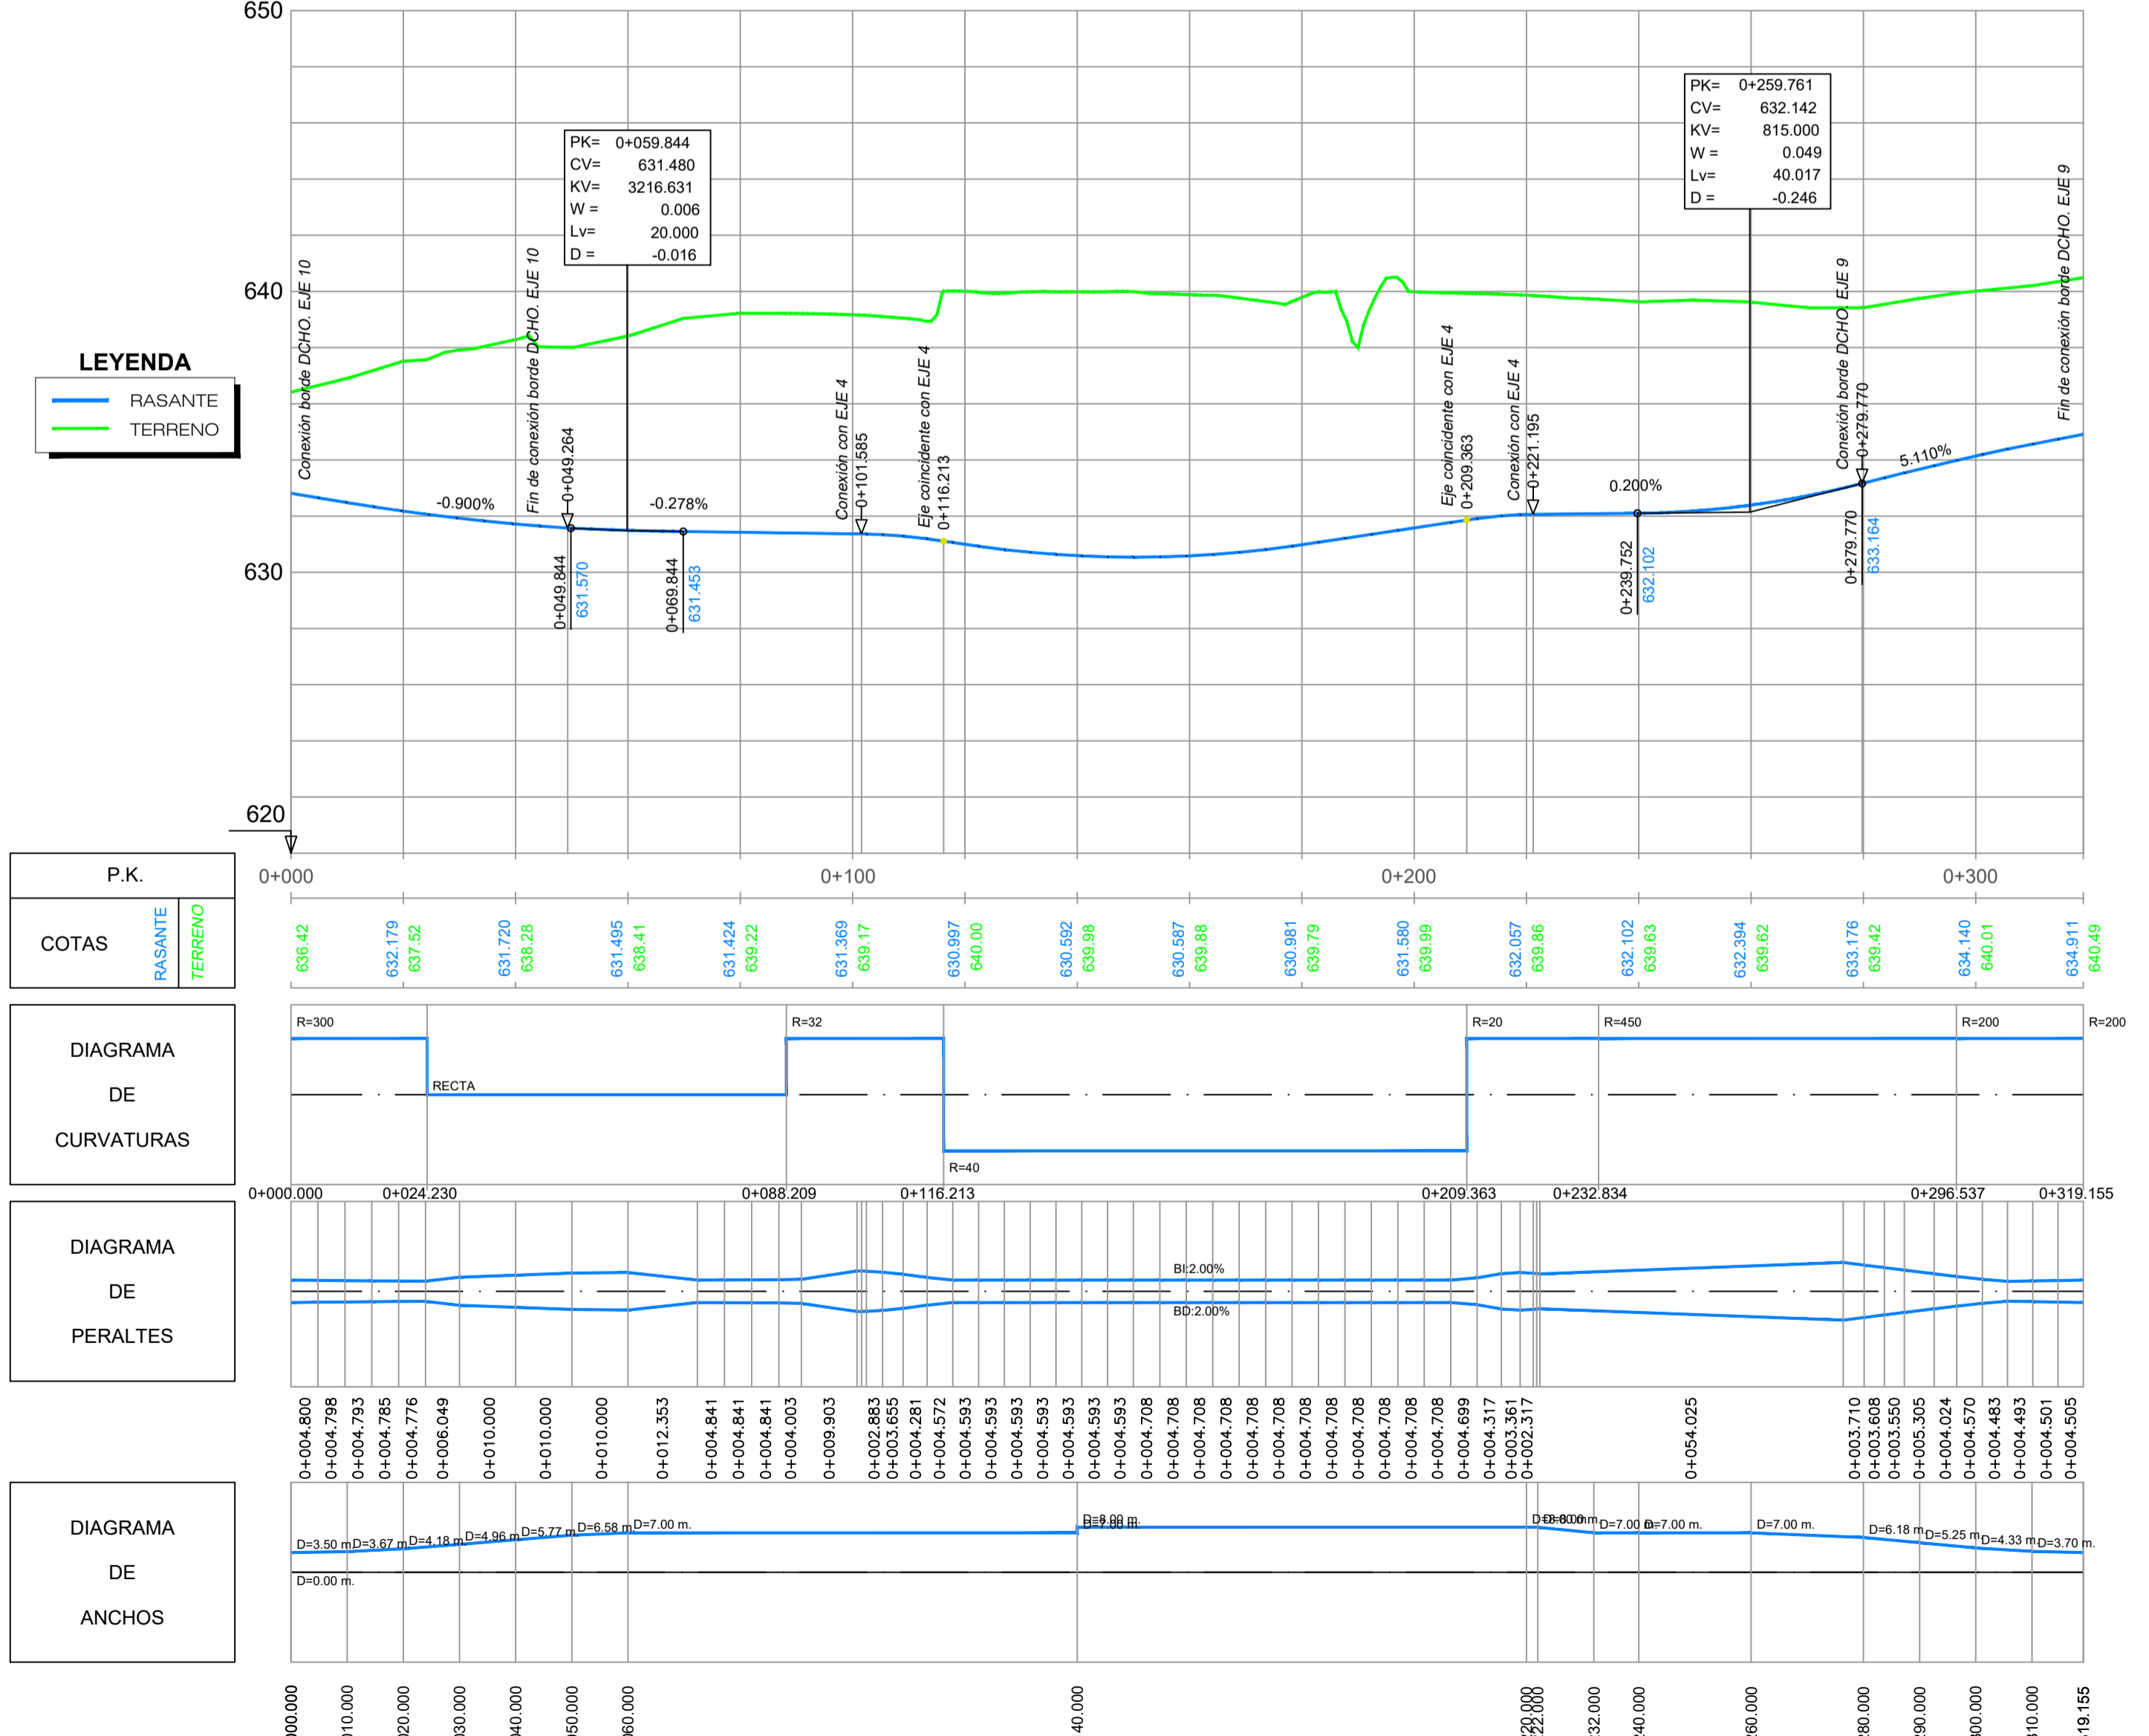 650
640
630
620
LEYENDA
RASANTE
TERRENO
PK= 0+059.844
CV= 631.480
KV= 3216.631
W = 0.006
Lv= 20.000
D = -0.016
PK= 0+259.761
CV= 632.142
KV= 815.000
W = 0.049
Lv= 40.017
D = -0.246
Conexión borde DCHO. EJE 10
Fin de conexión borde DCHO. EJE 10
0+049.264
Conexión con EJE 4
0+101.585
Eje coincidente con EJE 4
0+116.213
Eje coincidente con EJE 4
0+209.363
Conexión con EJE 4
0+221.195
Conexión borde DCHO. EJE 9
0+279.770
Fin de conexión borde DCHO. EJE 9
-0.900%
-0.278%
0.200%
5.110%
0+049.844
631.570
0+069.844
631.453
0+239.752
632.102
0+279.770
633.164
P.K.
0+000
0+100
0+200
0+300
COTAS
RASANTE
TERRENO
636.42
632.179
637.52
631.720
638.28
631.495
638.41
631.424
639.22
631.369
639.17
630.997
640.00
630.592
639.98
630.587
639.88
630.981
639.79
631.580
639.99
632.057
639.86
632.102
639.63
632.394
639.62
633.176
639.42
634.140
640.01
634.911
640.49
DIAGRAMA
DE
CURVATURAS
R=300
RECTA
R=32
R=40
R=20
R=450
R=200
R=200
0+000.000
0+024.230
0+088.209
0+116.213
0+209.363
0+232.834
0+296.537
0+319.155
DIAGRAMA
DE
PERALTES
BI:2.00%
BD:2.00%
0+004.800
0+004.798
0+004.793
0+004.785
0+004.776
0+006.049
0+010.000
0+010.000
0+010.000
0+012.353
0+004.841
0+004.841
0+004.841
0+004.003
0+009.903
0+002.883
0+003.655
0+004.281
0+004.572
0+004.593
0+004.593
0+004.593
0+004.593
0+004.593
0+004.593
0+004.593
0+004.708
0+004.708
0+004.708
0+004.708
0+004.708
0+004.708
0+004.708
0+004.708
0+004.708
0+004.708
0+004.708
0+004.708
0+004.699
0+004.317
0+003.361
0+002.317
0+054.025
0+003.710
0+003.608
0+003.550
0+005.305
0+004.024
0+004.570
0+004.483
0+004.493
0+004.501
0+004.505
DIAGRAMA
DE
ANCHOS
D=3.50 m.
D=3.67 m.
D=4.18 m.
D=4.96 m.
D=5.77 m.
D=6.58 m.
D=7.00 m.
D=8.00 m.
D=7.00 m.
D=7.00 m.
D=7.00 m.
D=7.00 m.
D=6.18 m.
D=5.25 m.
D=4.33 m.
D=3.70 m.
D=0.00 m.